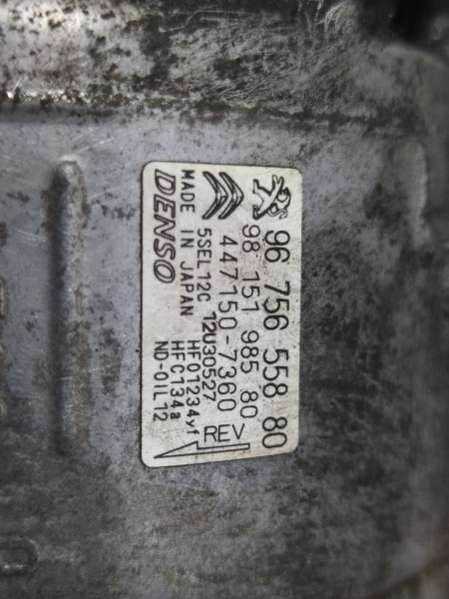 96 756 558 80
98 151 985 80
447150-7360 REV
5SEL12C 12U30527
MADE IN JAPAN HFO1234yf
HFC134a
DENSO ND-OIL12